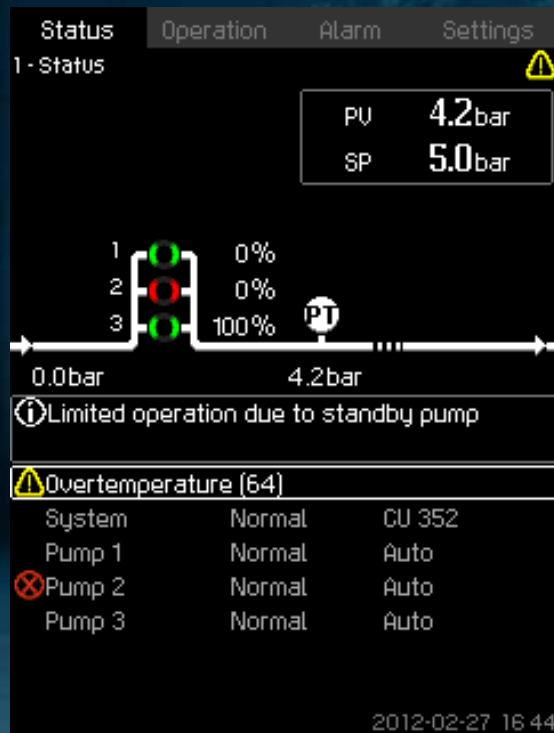 Status Operation Alarm Settings
1 - Status
PV 4.2bar
SP 5.0bar
1 0%
2 0%
3 100%
PT
0.0bar 4.2bar
Limited operation due to standby pump
Overtemperature (64)
System Normal CU 352
Pump 1 Normal Auto
Pump 2 Normal Auto
Pump 3 Normal Auto
2012-02-27 16:44